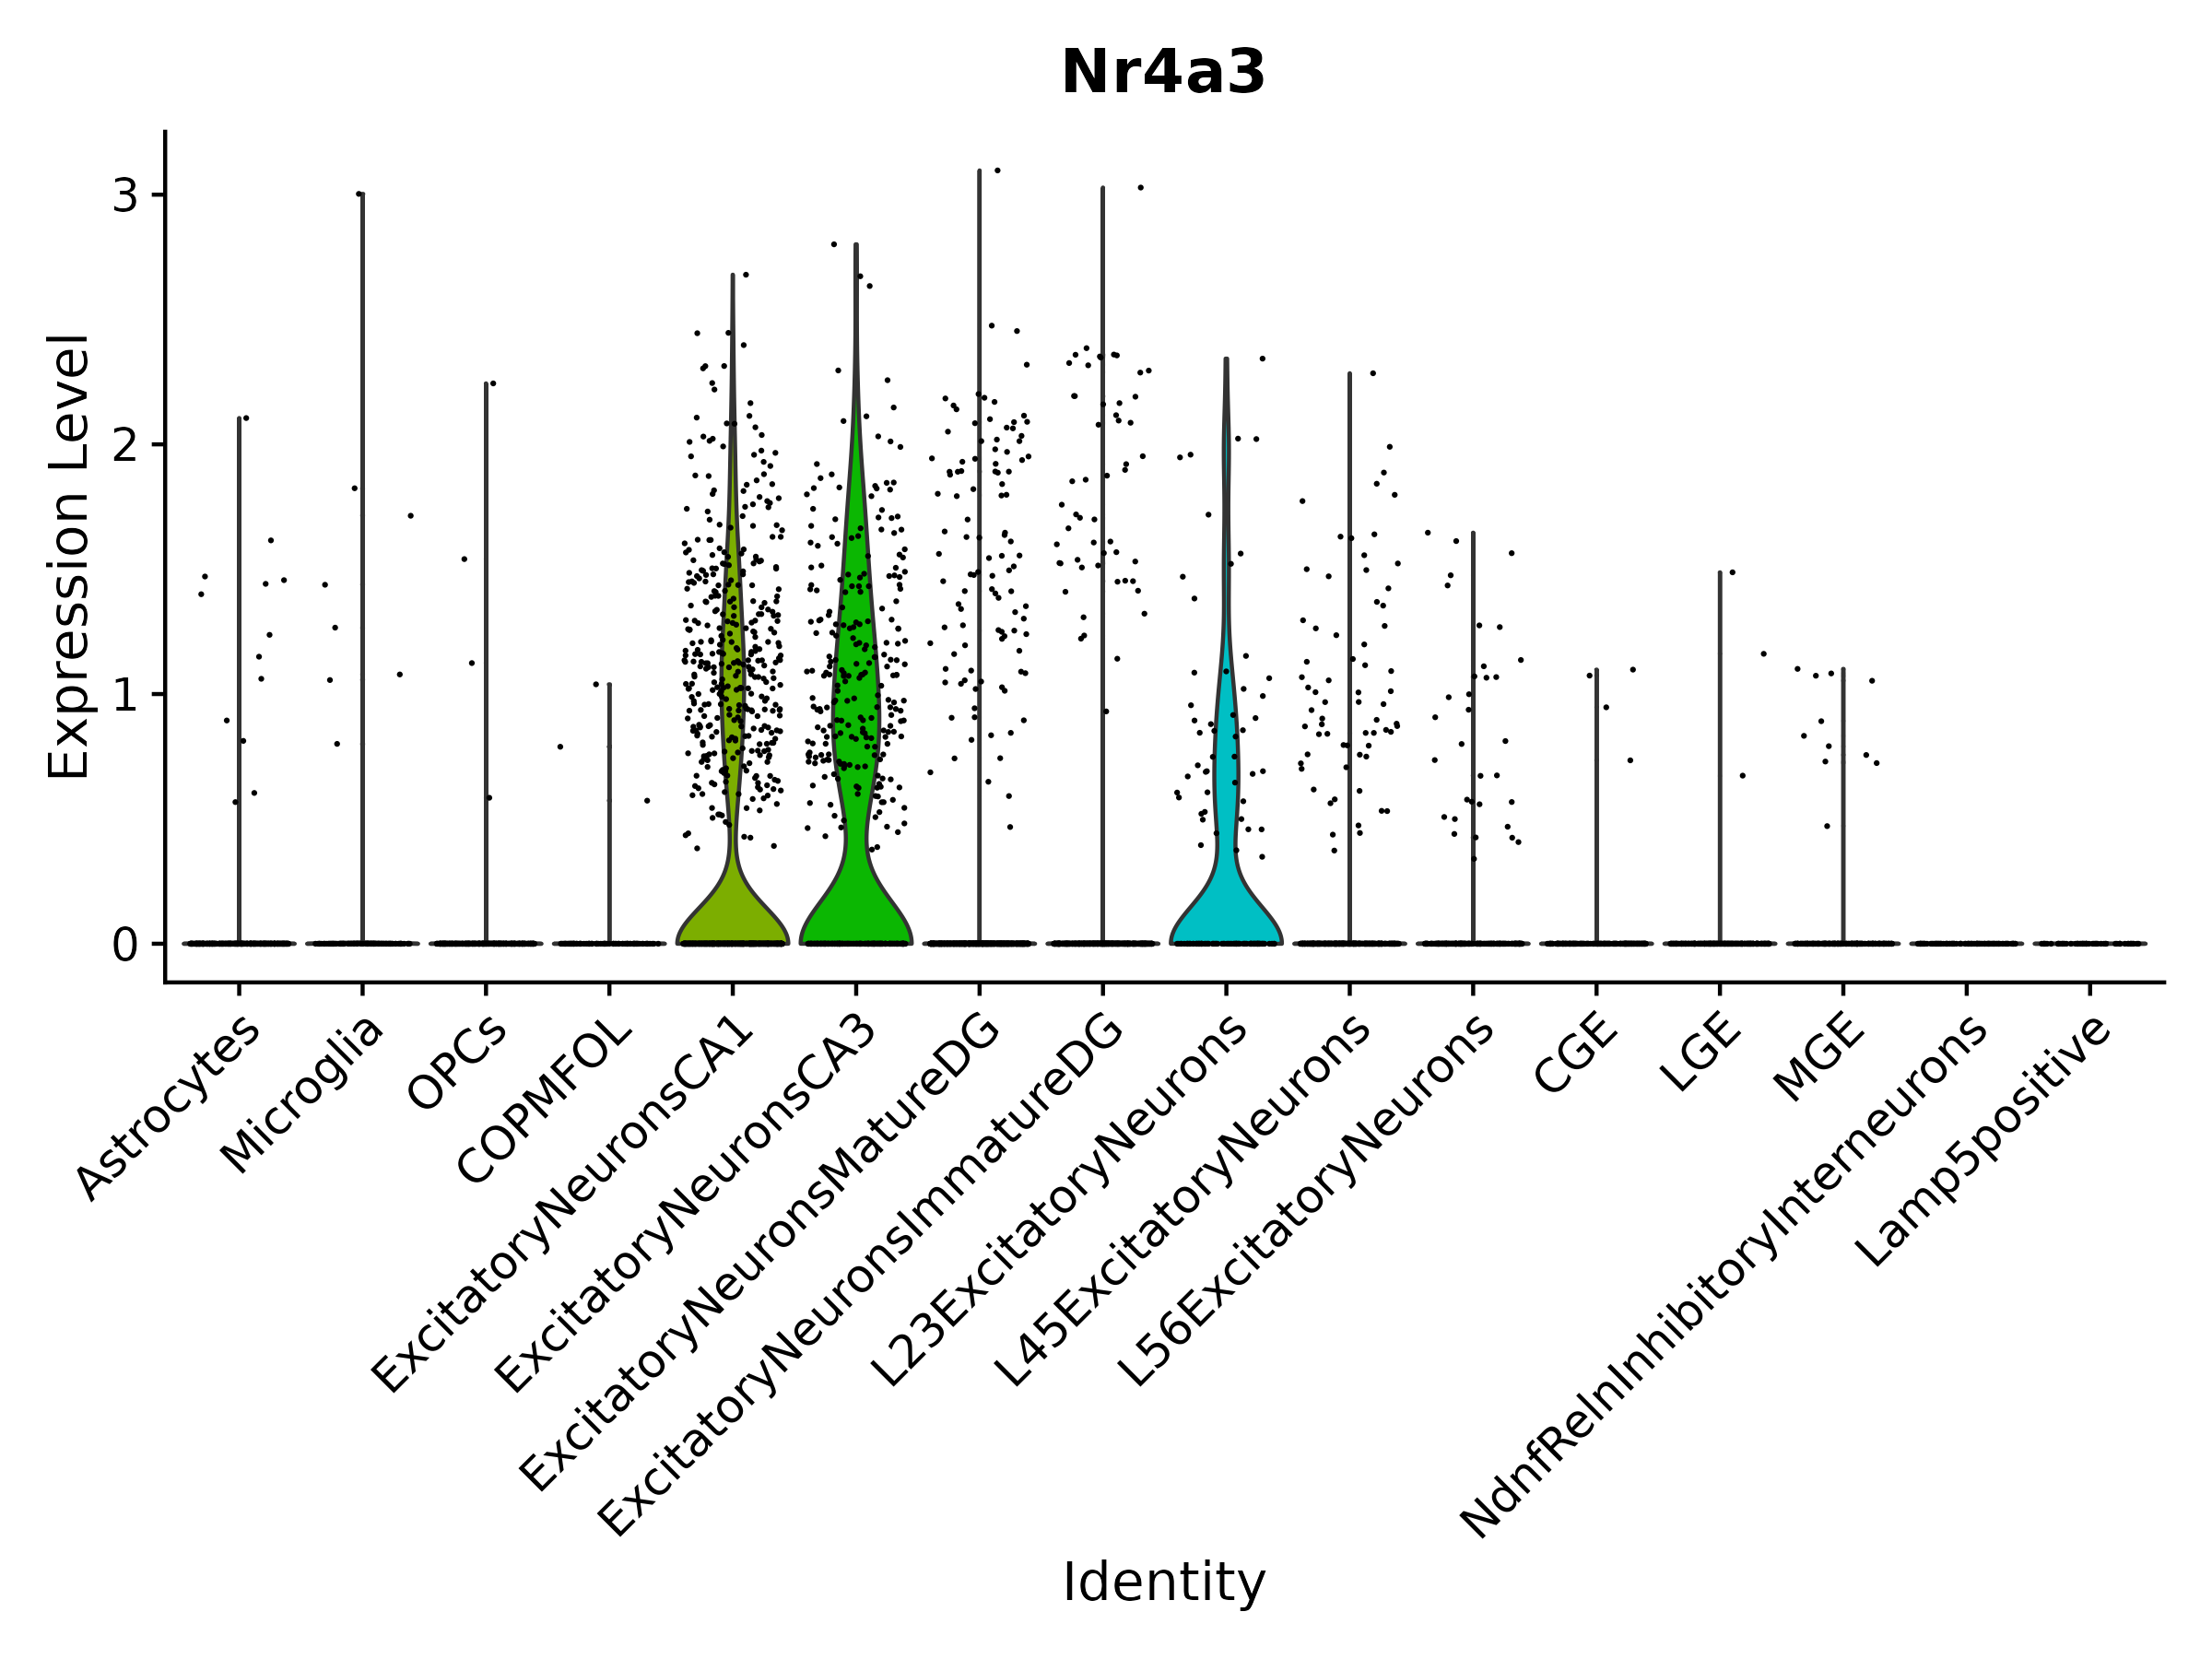 Nr4a3
Expression Level
3
2
1
0
Astrocytes
Microglia
OPCs
COPMFOL
ExcitatoryNeuronsCA1
ExcitatoryNeuronsCA3
ExcitatoryNeuronsMatureDG
ExcitatoryNeuronsImmatureDG
L23ExcitatoryNeurons
L45ExcitatoryNeurons
L56ExcitatoryNeurons
CGE
LGE
MGE
NdnfRelnInhibitoryInterneurons
Lamp5positive
Identity